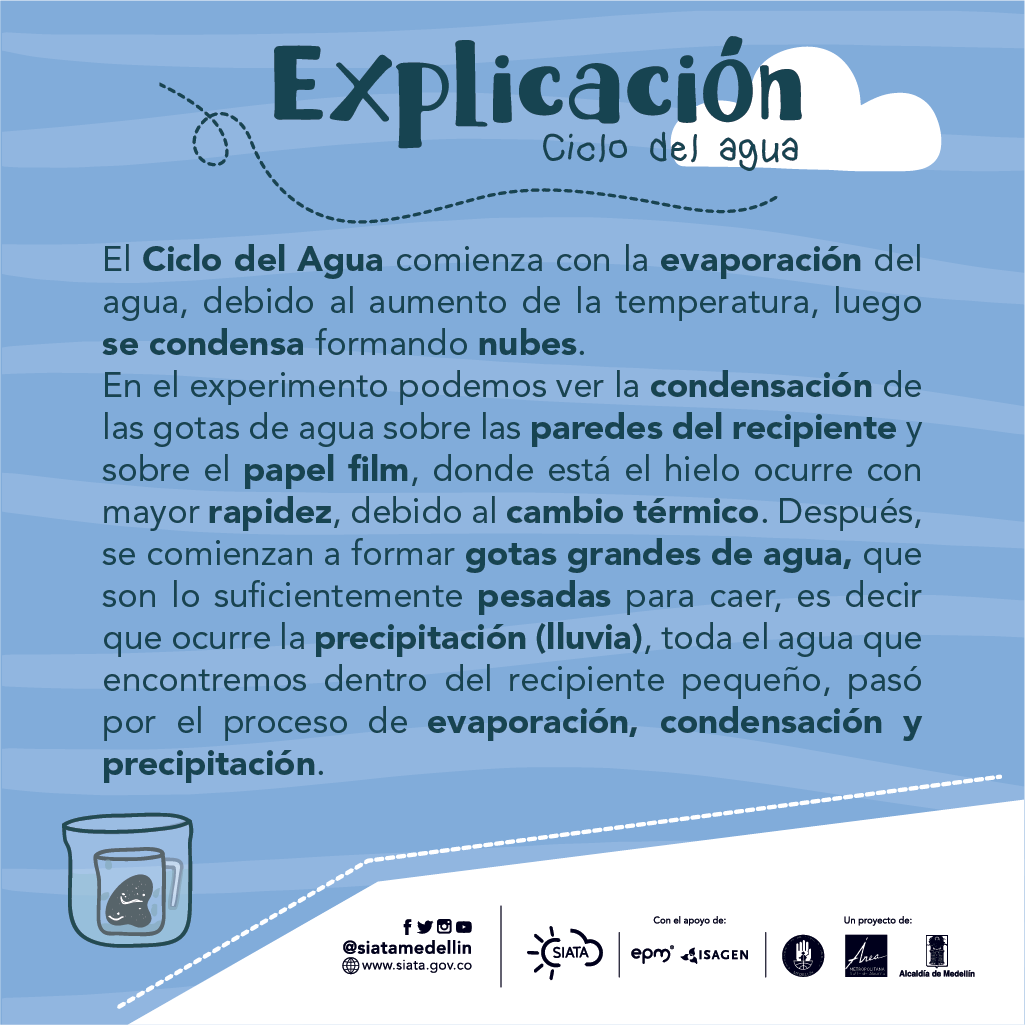 Explicación
Ciclo del agua
El Ciclo del Agua comienza con la evaporación del
agua, debido al aumento de la temperatura, luego
se condensa formando nubes.
En el experimento podemos ver la condensación de
las gotas de agua sobre las paredes del recipiente y
sobre el papel film, donde está el hielo ocurre con
mayor rapidez, debido al cambio térmico. Después,
se comienzan a formar gotas grandes de agua, que
son lo suficientemente pesadas para caer, es decir
que ocurre la precipitación (lluvia), toda el agua que
encontremos dentro del recipiente pequeño, pasó
por el proceso de evaporación, condensación y
precipitación.
@siatamedellin
www.siata.gov.co
SIATA
Con el apoyo de:
epm
ISAGEN
Un proyecto de:
Área
METROPOLITANA
Alcaldía de Medellín